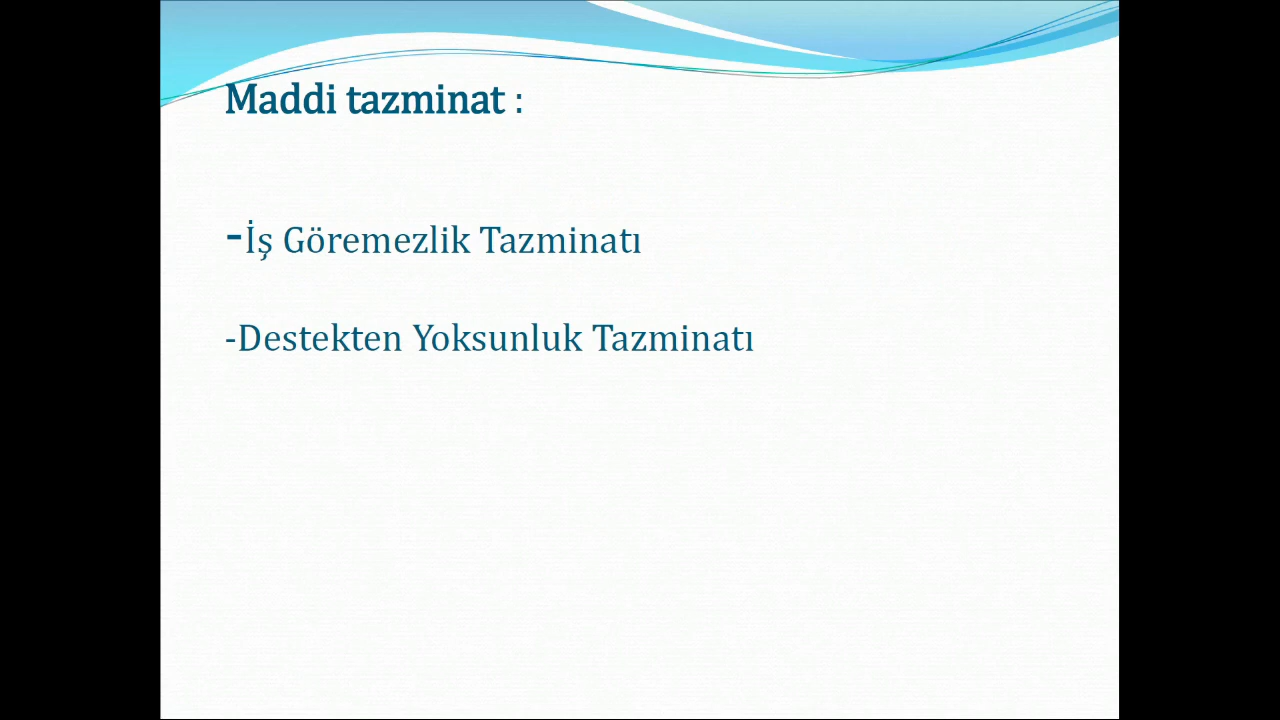 Maddi tazminat :
-İş Göremezlik Tazminatı
-Destekten Yoksunluk Tazminatı